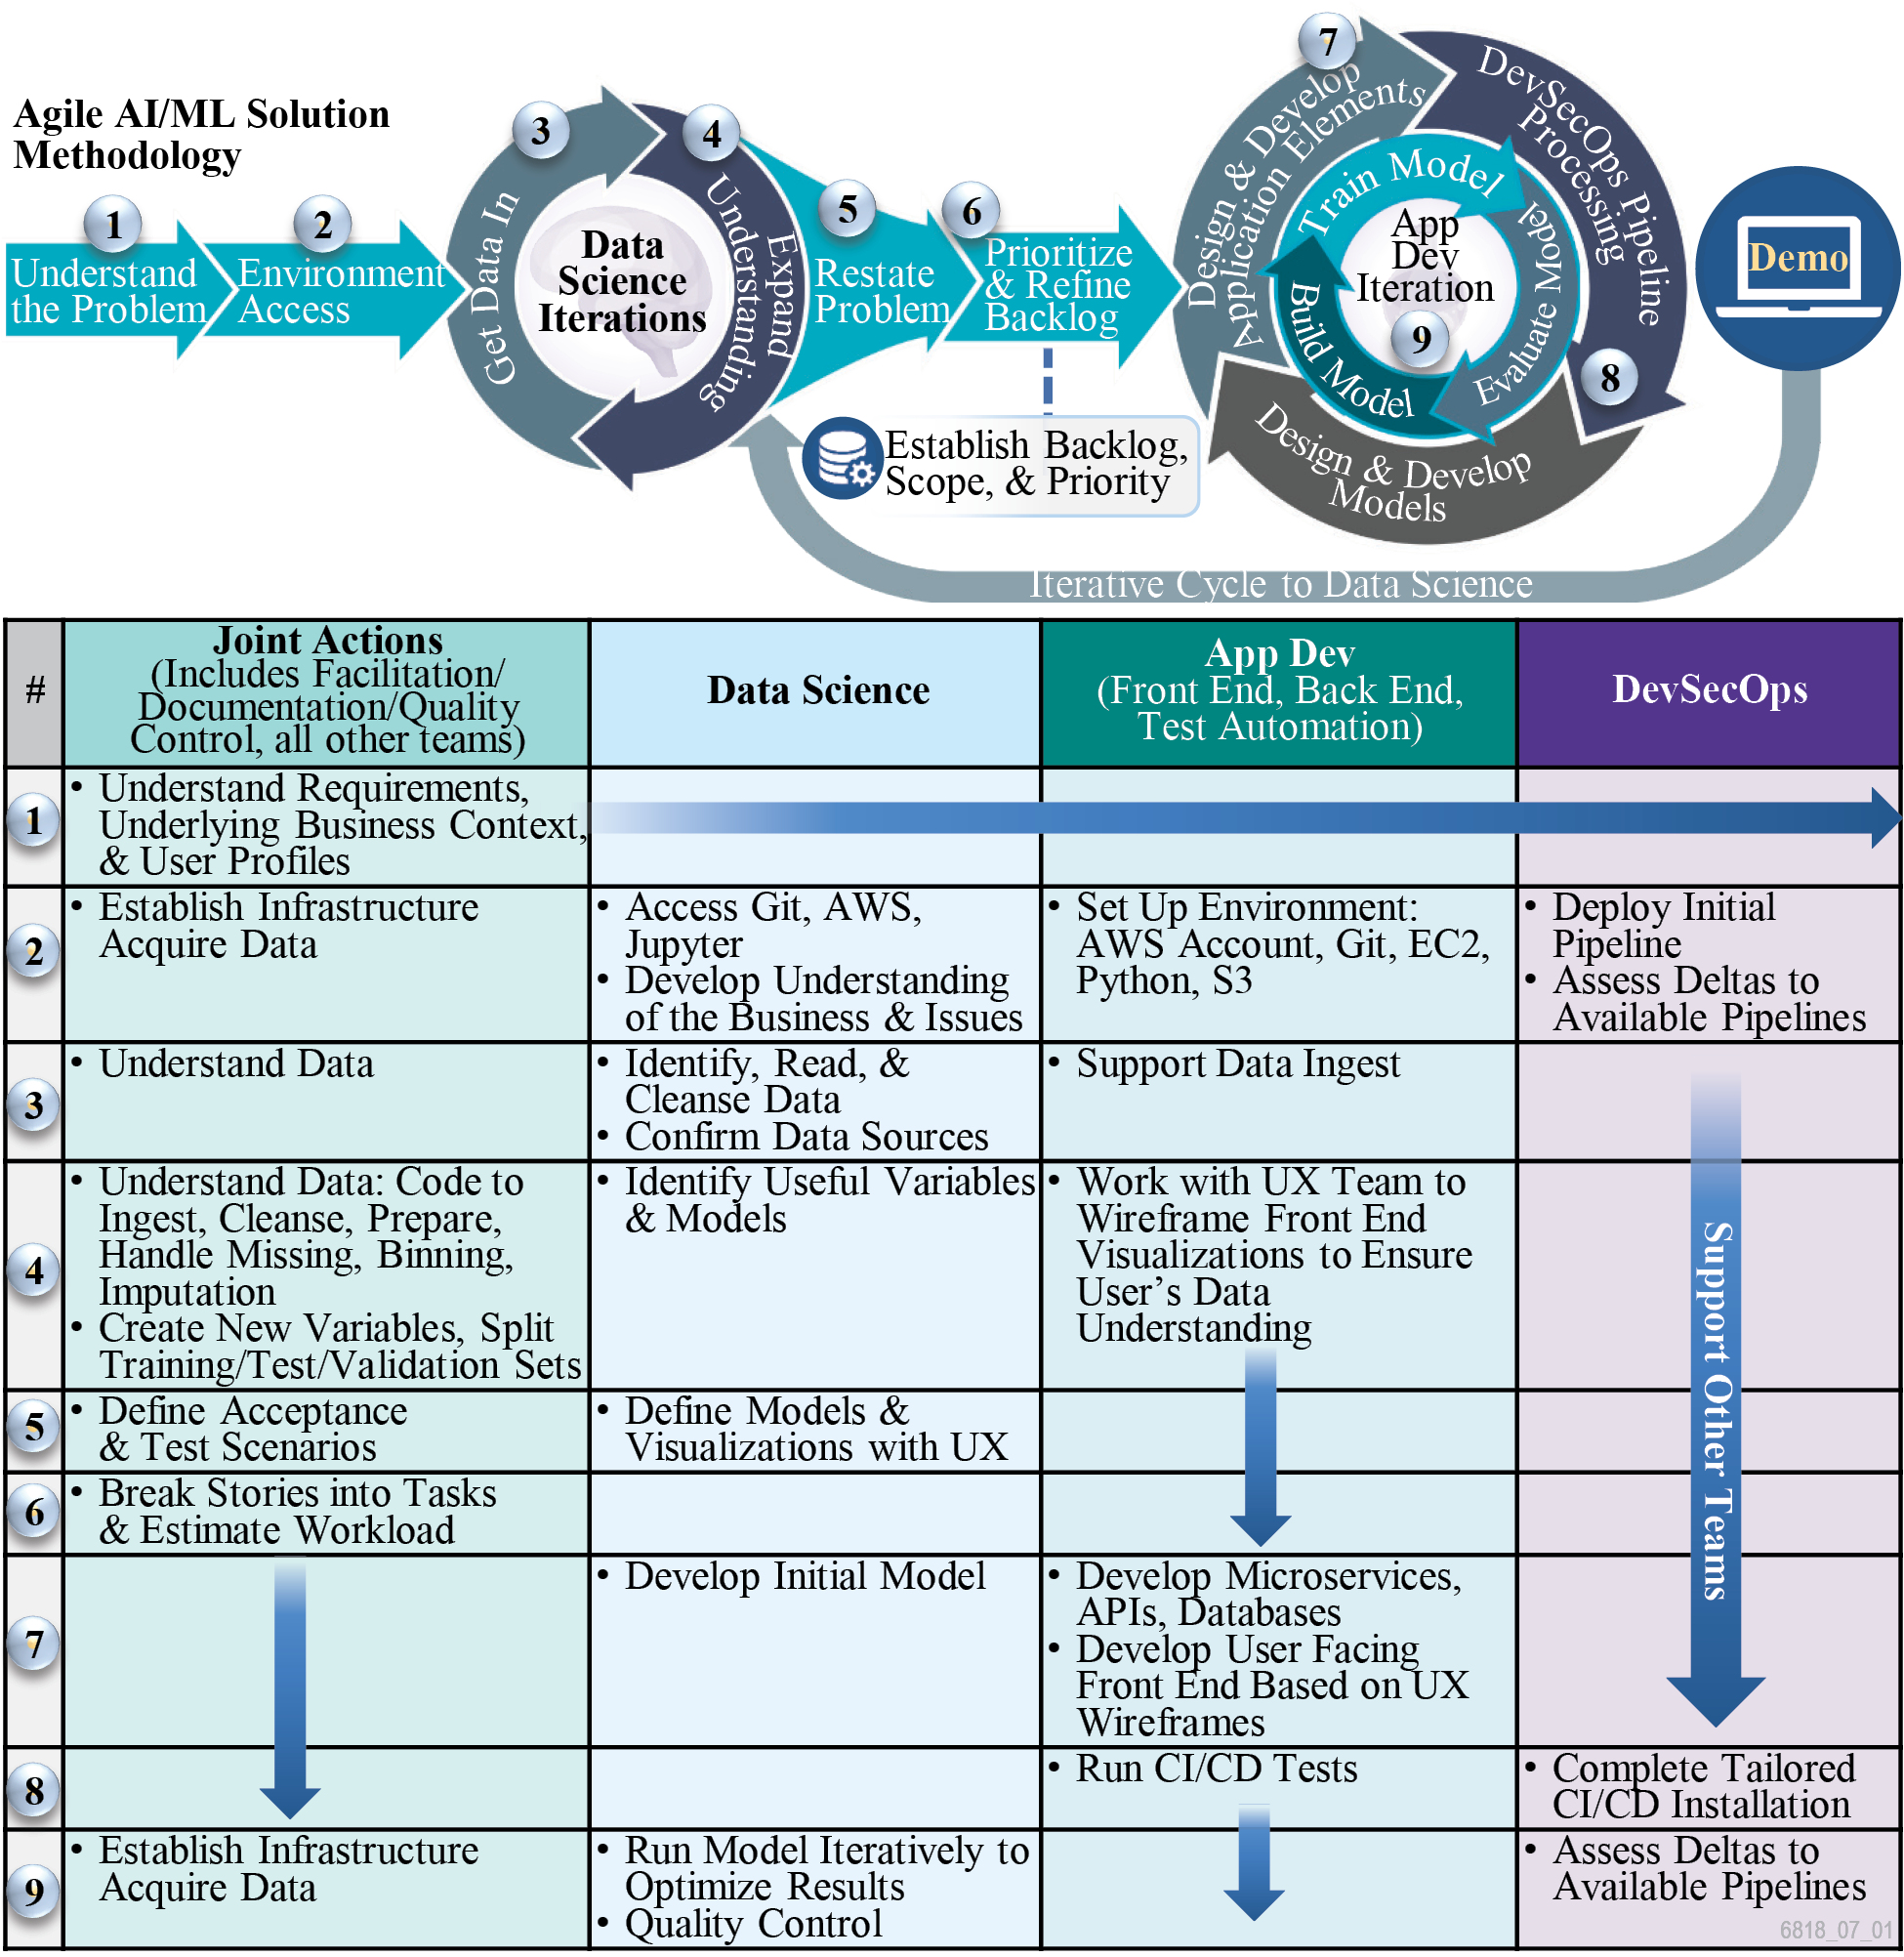 Agile AI/ML Solution
Methodology
1
Understand
the Problem
2
Environment
Access
3
Get Data In
4
Expand
Understanding
Data
Science
Iterations
5
Restate
Problem
6
Prioritize
& Refine
Backlog
Establish Backlog,
Scope, & Priority
7
Design & Develop
Application Elements
DevSecOps Pipeline
Processing
8
Design & Develop
Models
Train Model
Evaluate Model
Build Model
App
Dev
Iteration
9
Demo
Iterative Cycle to Data Science
#
Joint Actions
(Includes Facilitation/
Documentation/Quality
Control, all other teams)
Data Science
App Dev
(Front End, Back End,
Test Automation)
DevSecOps
1
• Understand Requirements,
Underlying Business Context,
& User Profiles
2
• Establish Infrastructure
Acquire Data
• Access Git, AWS,
Jupyter
• Develop Understanding
of the Business & Issues
• Set Up Environment:
AWS Account, Git, EC2,
Python, S3
• Deploy Initial
Pipeline
• Assess Deltas to
Available Pipelines
3
• Understand Data
• Identify, Read, &
Cleanse Data
• Confirm Data Sources
• Support Data Ingest
4
• Understand Data: Code to
Ingest, Cleanse, Prepare,
Handle Missing, Binning,
Imputation
• Create New Variables, Split
Training/Test/Validation Sets
• Identify Useful Variables
& Models
• Work with UX Team to
Wireframe Front End
Visualizations to Ensure
User’s Data
Understanding
Support Other Teams
5
• Define Acceptance
& Test Scenarios
• Define Models &
Visualizations with UX
6
• Break Stories into Tasks
& Estimate Workload
7
• Develop Initial Model
• Develop Microservices,
APIs, Databases
• Develop User Facing
Front End Based on UX
Wireframes
8
• Run CI/CD Tests
• Complete Tailored
CI/CD Installation
9
• Establish Infrastructure
Acquire Data
• Run Model Iteratively to
Optimize Results
• Quality Control
• Assess Deltas to
Available Pipelines
6818_07_01